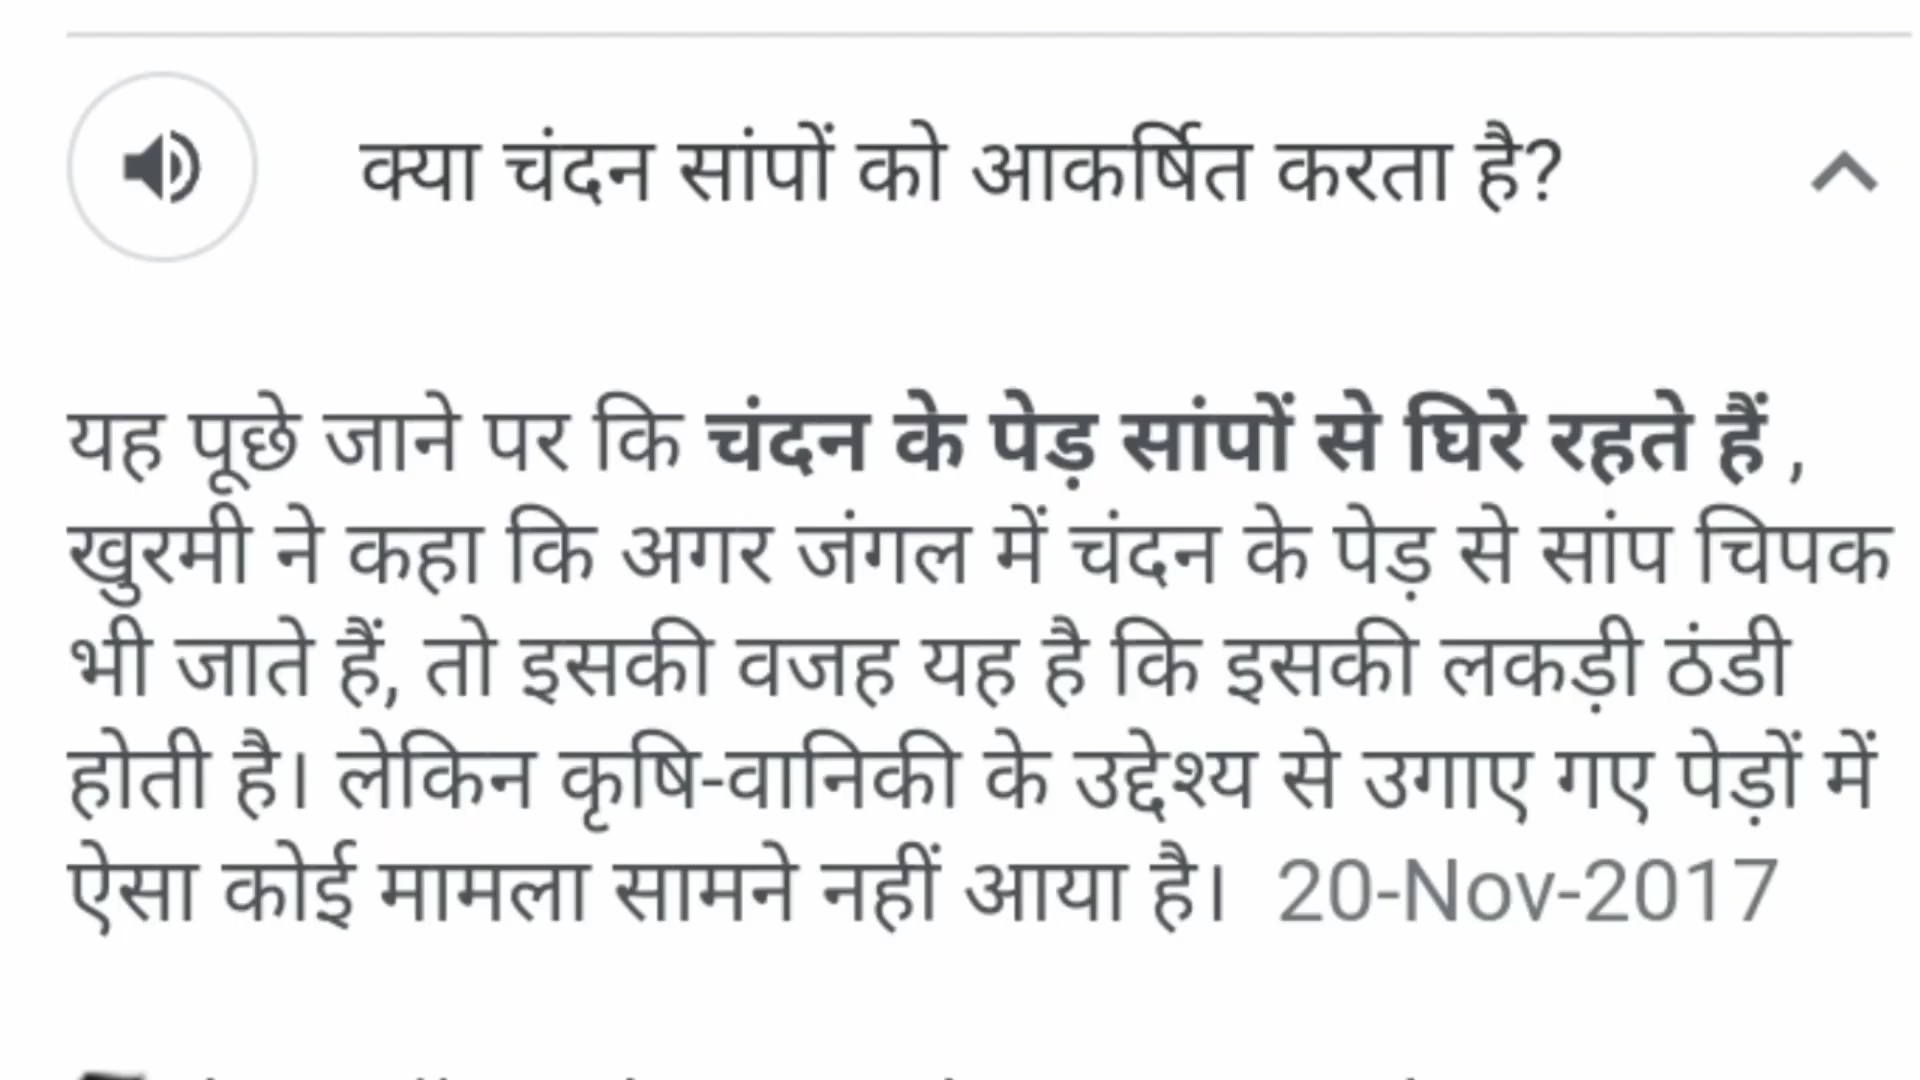 क्या चंदन सांपों को आकर्षित करता है?
यह पूछे जाने पर कि चंदन के पेड़ सांपों से घिरे रहते हैं ,
खुरमी ने कहा कि अगर जंगल में चंदन के पेड़ से सांप चिपक
भी जाते हैं, तो इसकी वजह यह है कि इसकी लकड़ी ठंडी
होती है। लेकिन कृषि-वानिकी के उद्देश्य से उगाए गए पेड़ों में
ऐसा कोई मामला सामने नहीं आया है। 20-Nov-2017